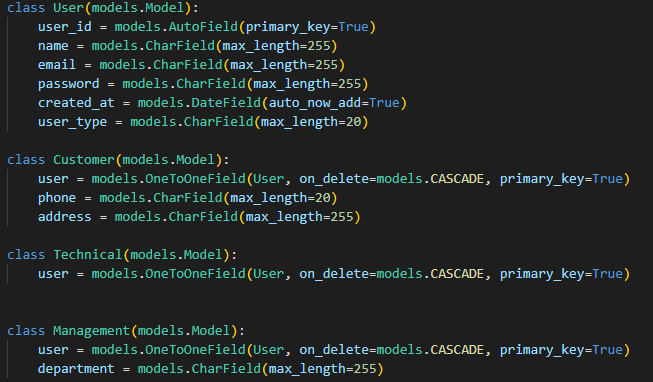 class User(models.Model):
    user_id = models.AutoField(primary_key=True)
    name = models.CharField(max_length=255)
    email = models.CharField(max_length=255)
    password = models.CharField(max_length=255)
    created_at = models.DateField(auto_now_add=True)
    user_type = models.CharField(max_length=20)
class Customer(models.Model):
    user = models.OneToOneField(User, on_delete=models.CASCADE, primary_key=True)
    phone = models.CharField(max_length=20)
    address = models.CharField(max_length=255)
class Technical(models.Model):
    user = models.OneToOneField(User, on_delete=models.CASCADE, primary_key=True)
class Management(models.Model):
    user = models.OneToOneField(User, on_delete=models.CASCADE, primary_key=True)
    department = models.CharField(max_length=255)